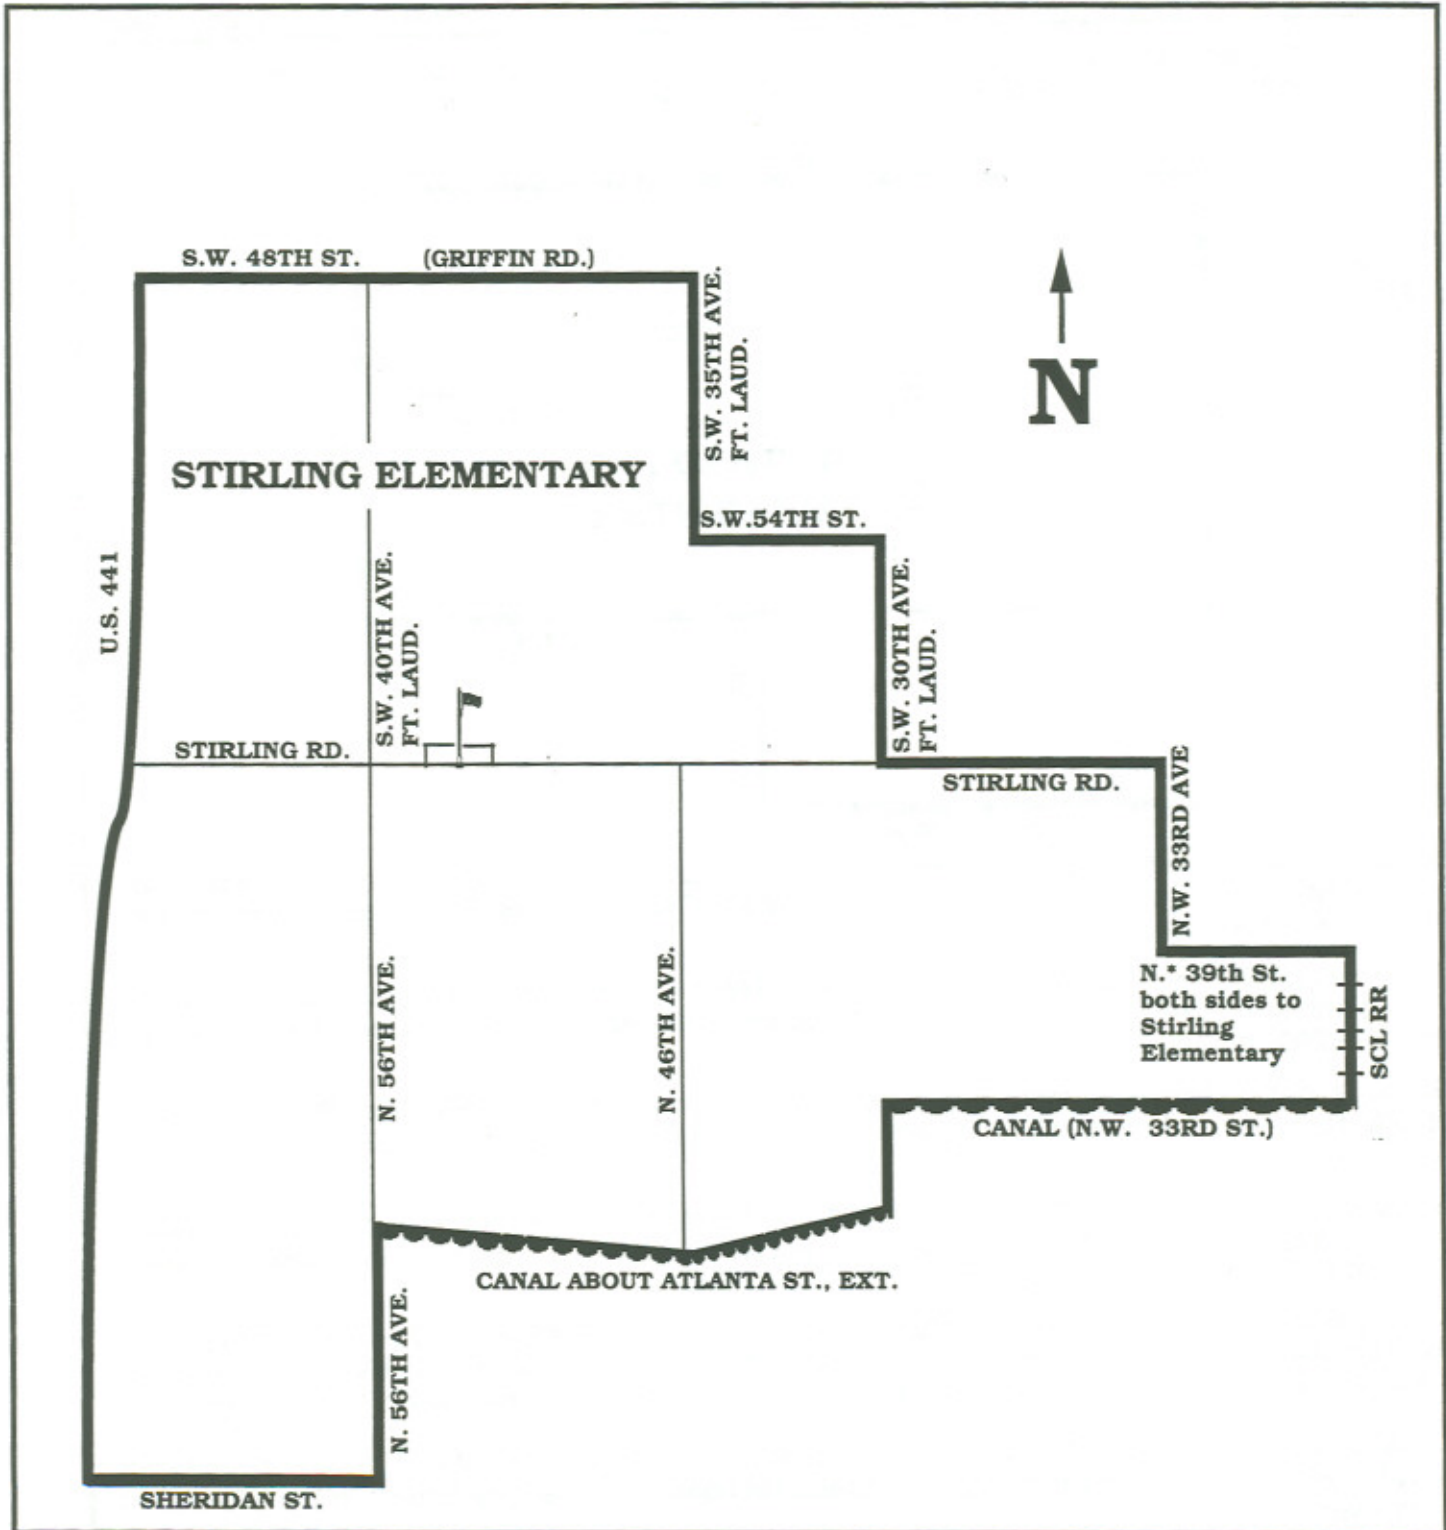 S.W. 48TH ST. (GRIFFIN RD.)
S.W. 35TH AVE.
FT. LAUD.
N
STIRLING ELEMENTARY
S.W.54TH ST.
U.S. 441
S.W. 40TH AVE.
FT. LAUD.
S.W. 30TH AVE.
FT. LAUD.
STIRLING RD.
STIRLING RD.
N.W. 33RD AVE
N. 56TH AVE.
N. 46TH AVE.
N.* 39th St.
both sides to
Stirling
Elementary
SCL RR
CANAL (N.W. 33RD ST.)
CANAL ABOUT ATLANTA ST., EXT.
N. 56TH AVE.
SHERIDAN ST.